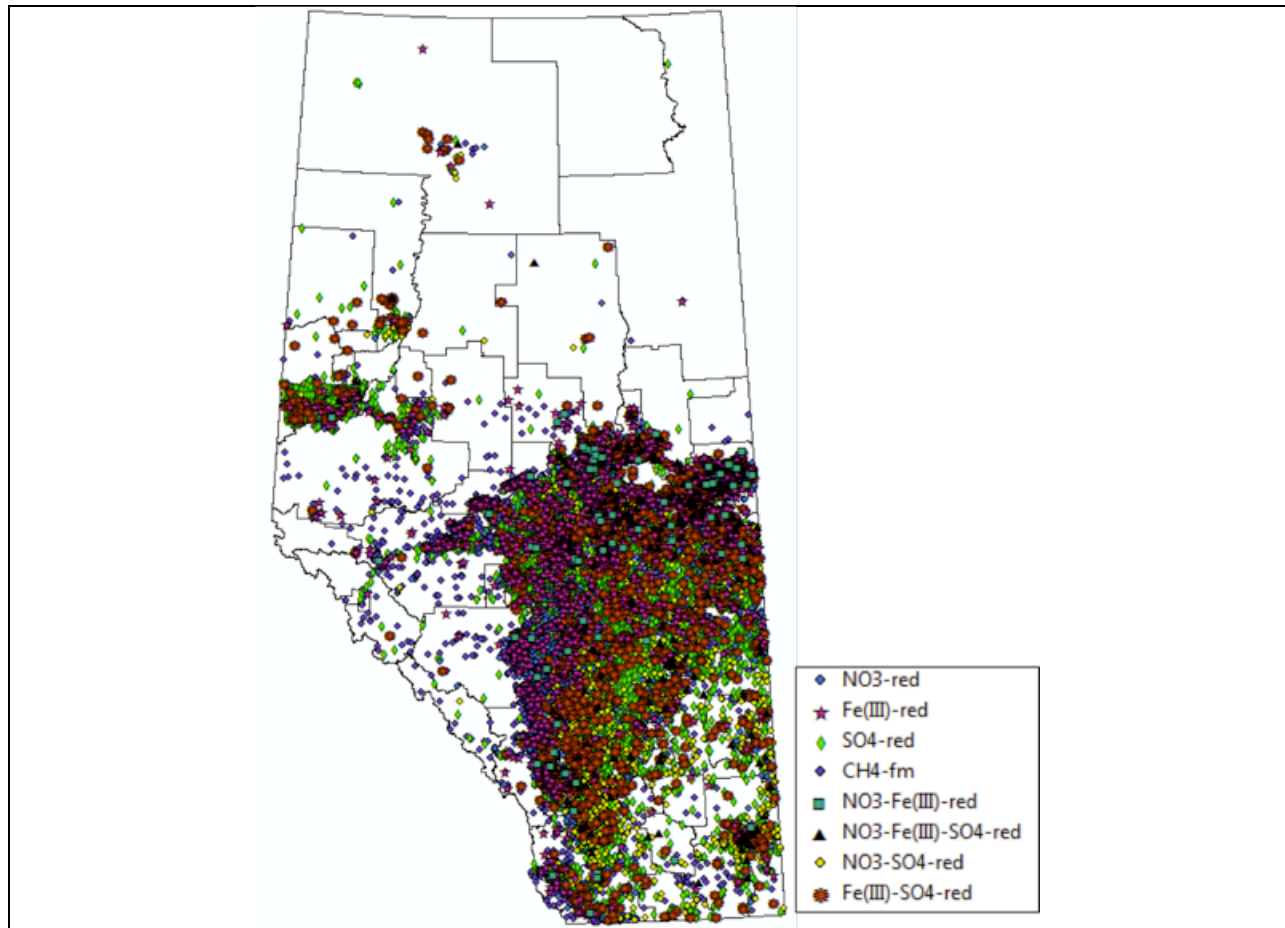 NO3-red
Fe(III)-red
SO4-red
CH4-fm
NO3-Fe(III)-red
NO3-Fe(III)-SO4-red
NO3-SO4-red
Fe(III)-SO4-red